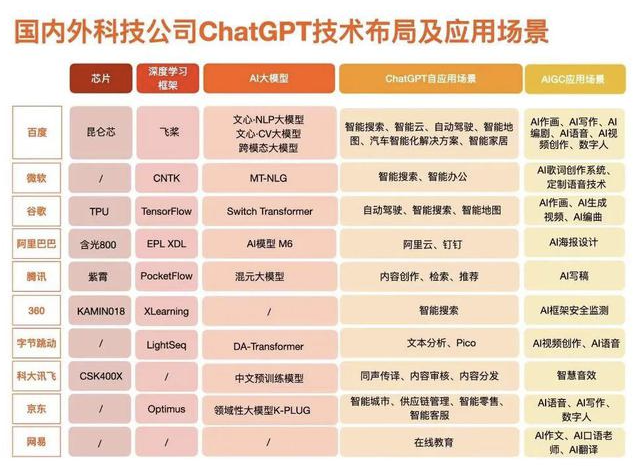 国内外科技公司ChatGPT技术布局及应用场景
芯片 深度学习框架 AI大模型 ChatGPT自应用场景 AIGC应用场景
百度 昆仑芯 飞桨 文心·NLP大模型 文心·CV大模型 跨模态大模型 智能搜索、智能云、自动驾驶、智能地图、汽车智能化解决方案、智能家居 AI作画、AI写作、AI编剧、AI语音、AI视频创作、数字人
微软 / CNTK MT-NLG 智能搜索、智能办公 AI歌词创作系统、定制语音技术
谷歌 TPU TensorFlow Switch Transformer 自动驾驶、智能搜索、智能地图 AI作画、AI生成视频、AI编曲
阿里巴巴 含光800 EPL XDL AI模型 M6 阿里云、钉钉 AI海报设计
腾讯 紫霄 PocketFlow 混元大模型 内容创作、检索、推荐 AI写稿
360 KAMIN018 XLearning / 智能搜索 AI框架安全监测
字节跳动 / LightSeq DA-Transformer 文本分析、Pico AI视频创作、AI语音
科大讯飞 CSK400X / 中文预训练模型 同声传译、内容审核、内容分发 智慧音效
京东 / Optimus 领域性大模型K-PLUG 智能城市、供应链管理、智能零售、智能客服 AI语音、AI写作、数字人
网易 / / / 在线教育 AI作文、AI口语老师、AI翻译